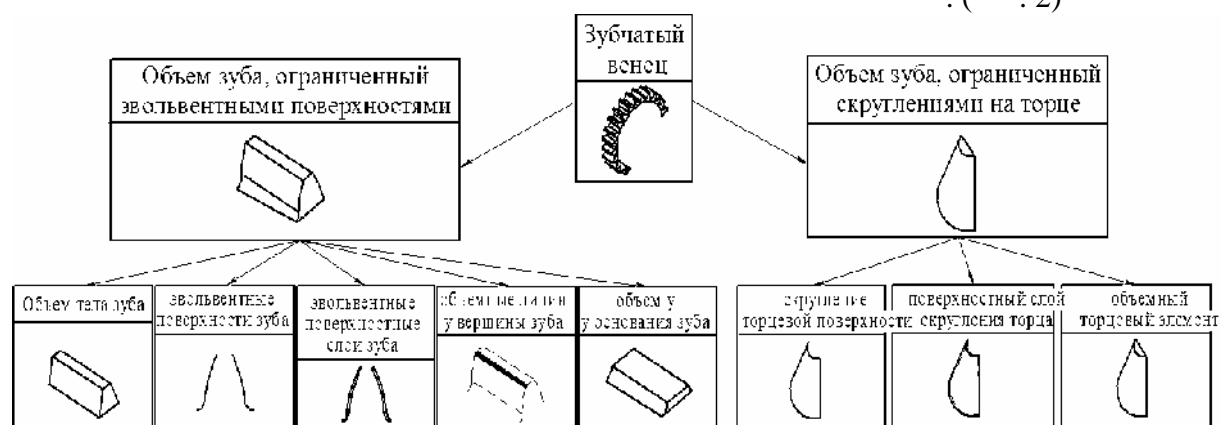 . ( . 2)
Зубчатый
венец
Объем зуба, ограниченный
эвольвентными поверхностями
Объем зуба, ограниченный
скруглениями на торце
Объем тела зуба
эвольвентные
поверхности зуба
эвольвентные
поверхностные
слои зуба
объемные линии
у вершины зуба
объем у
у основания зуба
скругление
торцевой поверхности
поверхностный слой
скругления торца
объемный
торцевый элемент